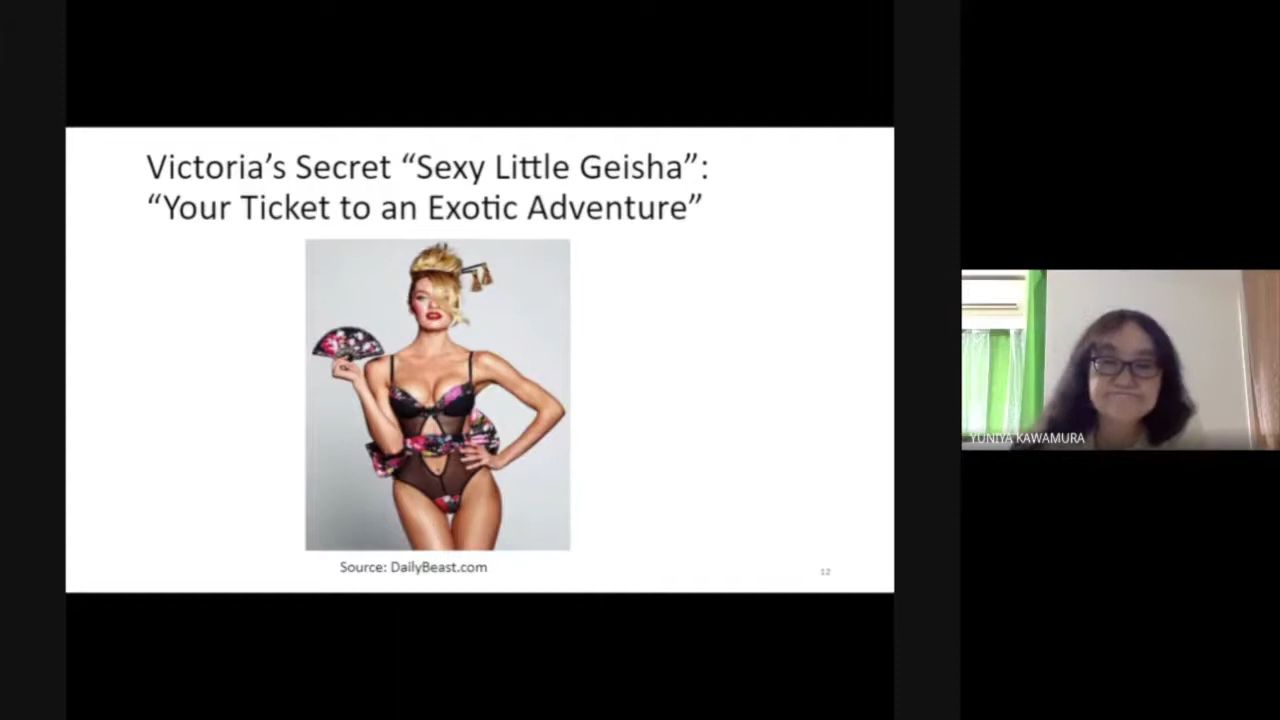 Victoria’s Secret “Sexy Little Geisha”:
“Your Ticket to an Exotic Adventure”
Source: DailyBeast.com
12
YUNIYA KAWAMURA